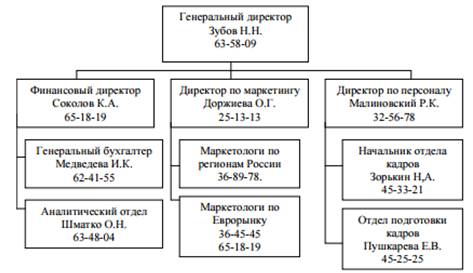 Генеральный директор
Зубов Н.Н.
63-58-09
Финансовый директор
Соколов К.А.
65-18-19
Директор по маркетингу
Доржиева О.Г.
25-13-13
Директор по персоналу
Малиновский Р.К.
32-56-78
Генеральный бухгалтер
Медведева И.К.
62-41-55
Маркетологи по
регионам России
36-89-78.
Начальник отдела
кадров
Зорькин Н,А.
45-33-21
Аналитический отдел
Шматко О.Н.
63-48-04
Маркетологи по
Еврорынку
36-45-45
65-18-19
Отдел подготовки
кадров
Пушкарева Е.В.
45-25-25